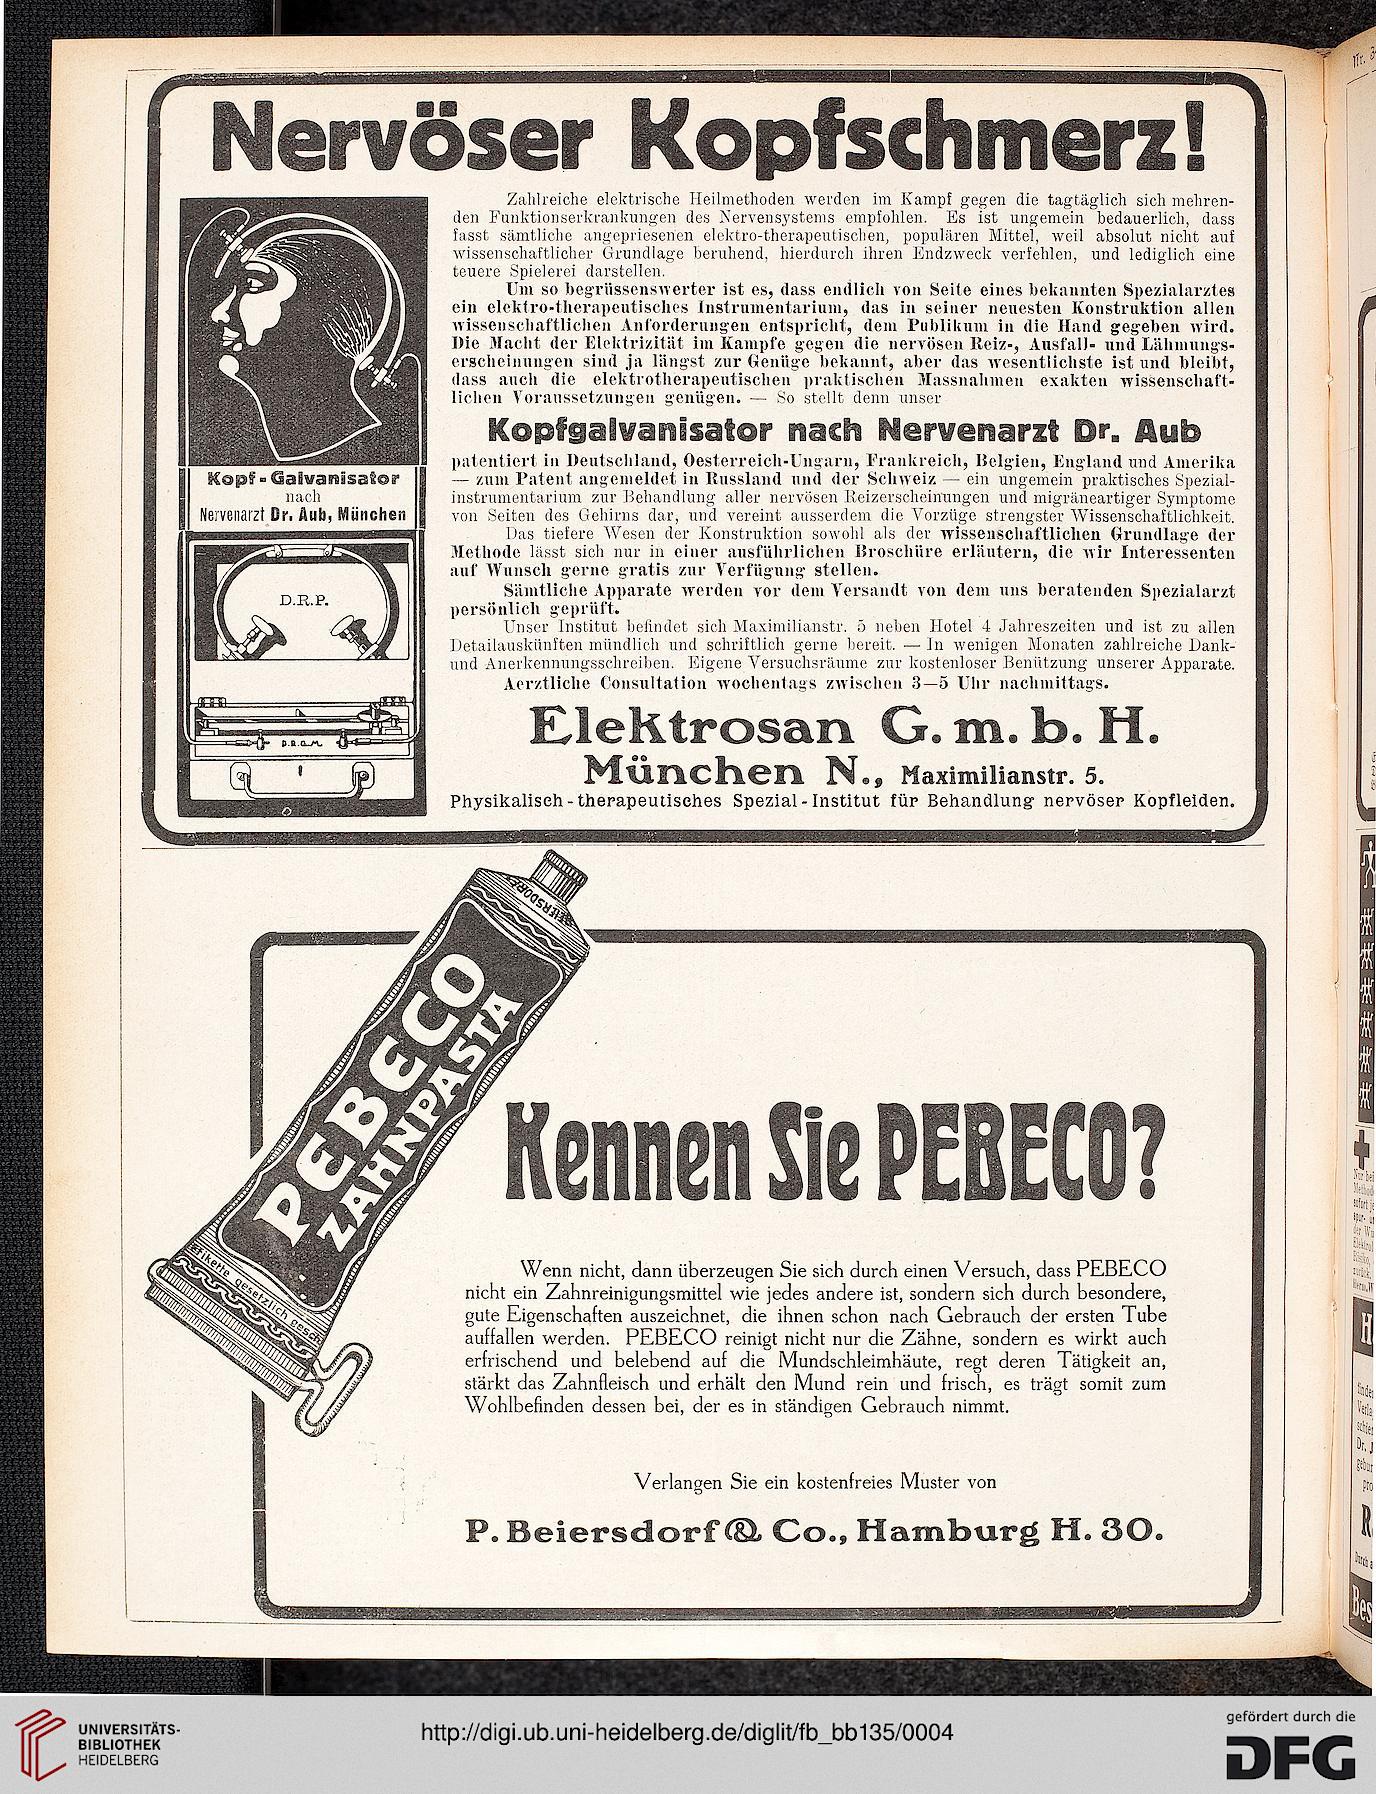 Nervöser Kopfschmerz!
Zahlreiche elektrische Heilmethoden werden im Kampf gegen die tagtäglich sich mehren-
den Funktionserkrankungen des Nervensystems empfohlen. Es ist ungemein bedauerlich, dass
fasst sämtliche angepriesenen elektro-therapeutischen, populären Mittel, weil absolut nicht auf
wissenschaftlicher Grundlage beruhend, hierdurch ihren Endzweck verfehlen, und lediglich eine
teuere Spielerei darstellen.
Um so begrüssenswerter ist es, dass endlich von Seite eines bekannten Spezialarztes
ein elektro-therapeutisches Instrumentarium, das in seiner neuesten Konstruktion allen
wissenschaftlichen Anforderungen entspricht, dem Publikum in die Hand gegeben wird.
Die Macht der Elektrizität im Kampfe gegen die nervösen Reiz-, Ausfall- und Lähmungs-
erscheinungen sind ja längst zur Genüge bekannt, aber das wesentlichste ist und bleibt,
dass auch die elektrotherapeutischen praktischen Massnahmen exakten wissenschaft-
lichen Voraussetzungen genügen. — So stellt denn unser
Kopfgalvanisator nach Nervenarzt Dr. Aub
patentiert in Deutschland, Oesterreich-Ungarn, Frankreich, Belgien, England und Amerika
— zum Patent angemeldet in Russland und der Schweiz — ein ungemein praktisches Spezial-
instrumentarium zur Behandlung aller nervösen Reizerscheinungen und migräneartiger Symptome
von Seiten des Gehirns dar, und vereint ausserdem die Vorzüge strengster Wissenschaftlichkeit.
Das tiefere Wesen der Konstruktion sowohl als der wissenschaftlichen Grundlage der
Methode lässt sich nur in einer ausführlichen Broschüre erläutern, die wir Interessenten
auf Wunsch gerne gratis zur Verfügung stellen.
Sämtliche Apparate werden vor dem Versandt von dem uns beratenden Spezialarzt
persönlich geprüft.
Unser Institut befindet sich Maximilianstr. 5 neben Hotel 4 Jahreszeiten und ist zu allen
Detailauskünften mündlich und schriftlich gerne bereit. — In wenigen Monaten zahlreiche Dank-
und Anerkennungsschreiben. Eigene Versuchsräume zur kostenloser Benützung unserer Apparate.
Aerztliche Consultation wochentags zwischen 3—5 Uhr nachmittags.
Elektrosan G. m. b. H.
München N., Maximilianstr. 5.
Physikalisch-therapeutisches Spezial-Institut für Behandlung nervöser Kopfleiden.
Kopf-Galvanisator
nach
Nervenarzt Dr. Aub, München
D.R.P.
D.R.G.M.
BEIERSDORF
PEBECO
ZAHNPASTA
Etikette gesetzlich gesch.
Kennen Sie PEBECO?
Wenn nicht, dann überzeugen Sie sich durch einen Versuch, dass PEBECO
nicht ein Zahnreinigungsmittel wie jedes andere ist, sondern sich durch besondere,
gute Eigenschaften auszeichnet, die ihnen schon nach Gebrauch der ersten Tube
auffallen werden. PEBECO reinigt nicht nur die Zähne, sondern es wirkt auch
erfrischend und belebend auf die Mundschleimhäute, regt deren Tätigkeit an,
stärkt das Zahnfleisch und erhält den Mund rein und frisch, es trägt somit zum
Wohlbefinden dessen bei, der es in ständigen Gebrauch nimmt.
Verlangen Sie ein kostenfreies Muster von
P. Beiersdorf & Co., Hamburg H. 30.
UNIVERSITÄTS-
BIBLIOTHEK
HEIDELBERG
http://digi.ub.uni-heidelberg.de/diglit/fb_bb135/0004
gefördert durch die
DFG